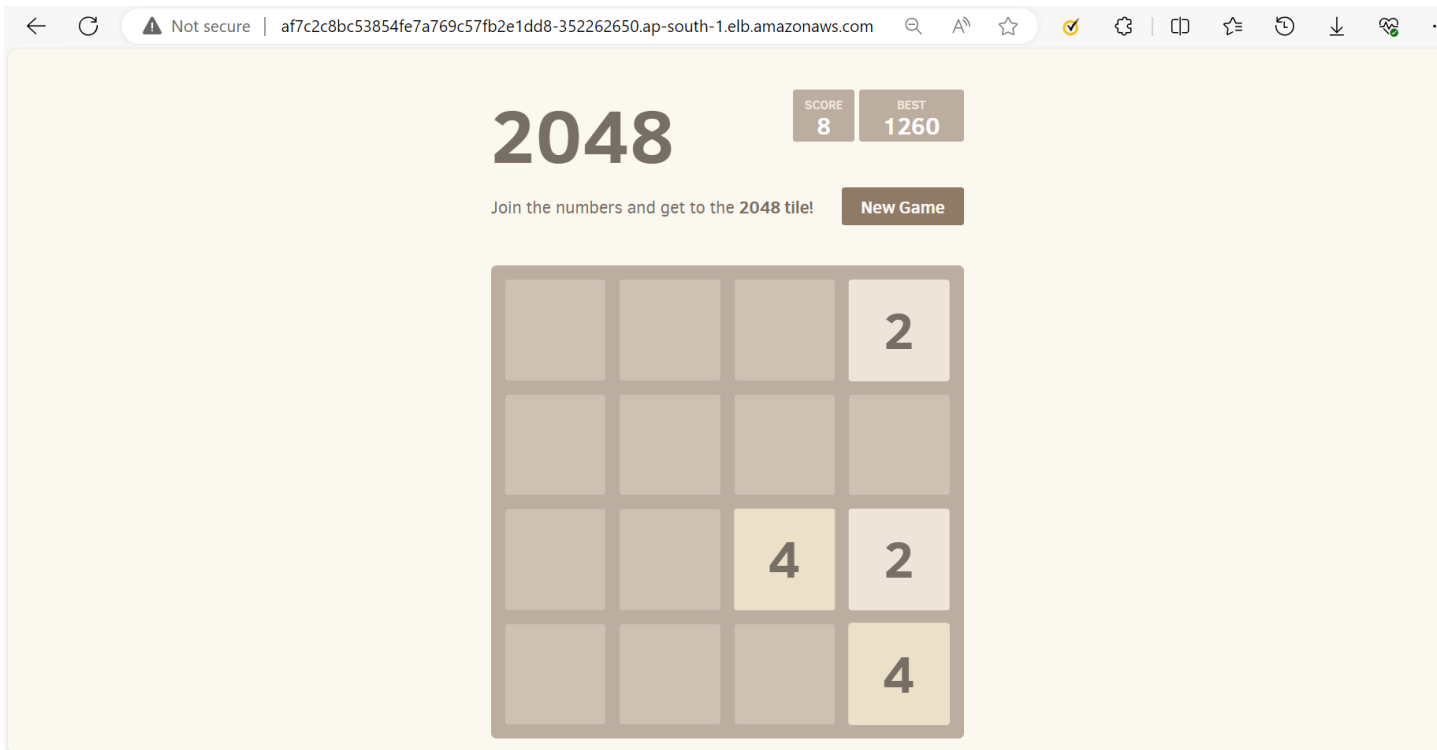 Not secure | af7c2c8bc53854fe7a769c57fb2e1dd8-352262650.ap-south-1.elb.amazonaws.com
2048
SCORE
8
BEST
1260
Join the numbers and get to the 2048 tile!
New Game
2
4 2
4